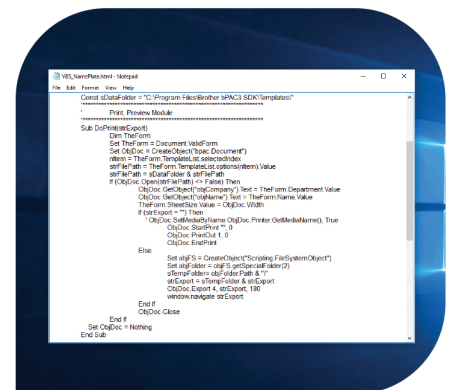 VBS_NamePlate.html - Notepad
File Edit Format View Help
Const sDataFolder = "C:\Program Files\Brother bPAC3 SDK\Templates\"
'*******************************************************************
' Print, Preview Module
'*******************************************************************
Sub DoPrint(strExport)
Dim TheForm
Set TheForm = Document.ValidForm
Set ObjDoc = CreateObject("bpac.Document")
nItem = TheForm.TemplateList.selectedIndex
strFilePath = TheForm.TemplateList.options(nItem).Value
strFilePath = sDataFolder & strFilePath
If (ObjDoc.Open(strFilePath) <> False) Then
ObjDoc.GetObject("objCompany").Text = TheForm.Department.Value
ObjDoc.GetObject("objName").Text = TheForm.Name.Value
TheForm.SheetSize.Value = ObjDoc.Width
If (strExport = "") Then
' ObjDoc.SetMediaByName ObjDoc.Printer.GetMediaName(), True
ObjDoc.StartPrint "", 0
ObjDoc.PrintOut 1, 0
ObjDoc.EndPrint
Else
Set objFS = CreateObject("Scripting.FileSystemObject")
Set objFolder = objFS.getSpecialFolder(2)
sTempFolder= objFolder.Path & "\"
strExport = sTempFolder & strExport
ObjDoc.Export 4, strExport, 180
window.navigate strExport
End If
ObjDoc.Close
End If
Set ObjDoc = Nothing
End Sub